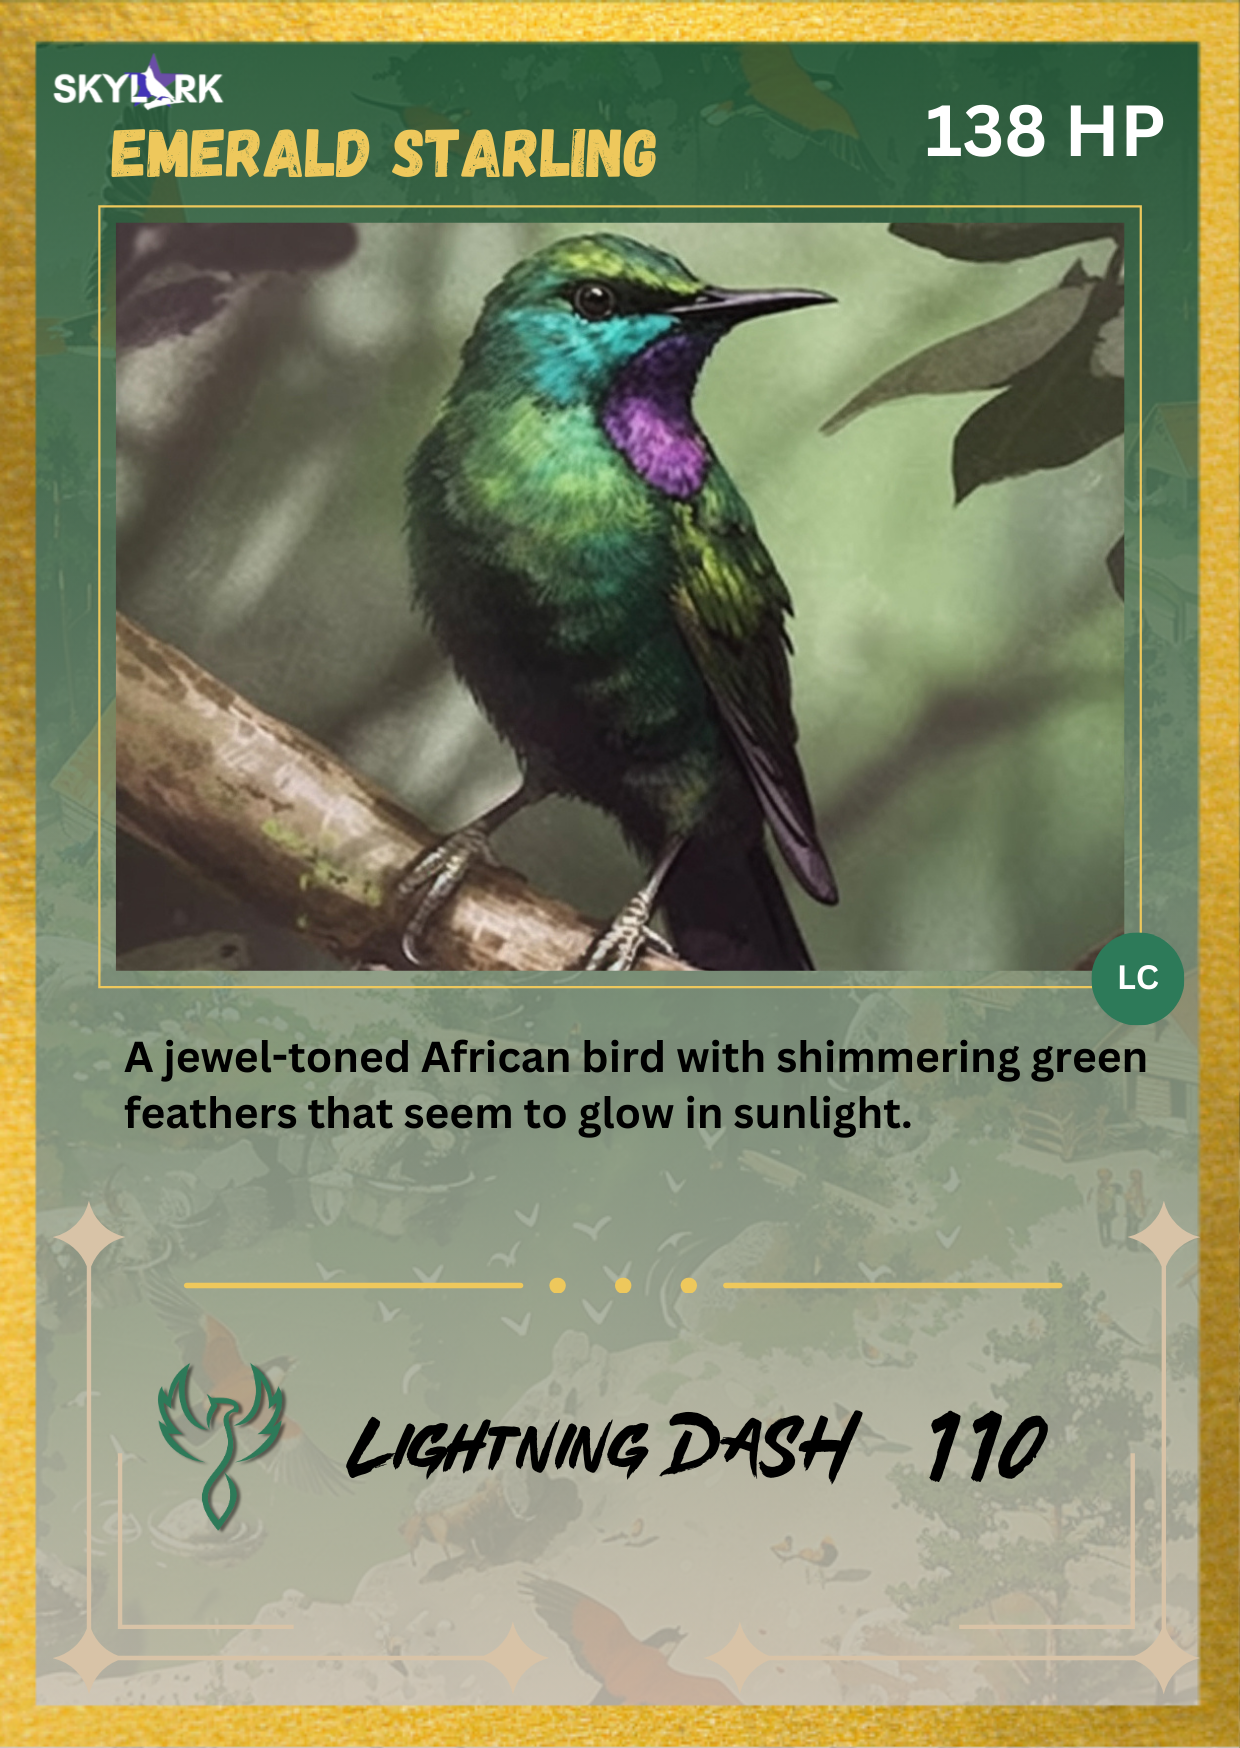 SKYLARK
EMERALD STARLING
138 HP
LC
A jewel-toned African bird with shimmering green
feathers that seem to glow in sunlight.
LIGHTNING DASH 110